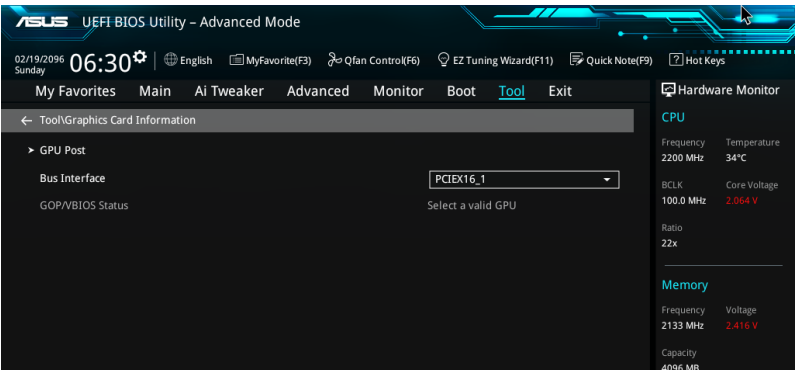 ASUS UEFI BIOS Utility – Advanced Mode
02/19/2096
Sunday
06:30
English MyFavorite(F3) Qfan Control(F6) EZ Tuning Wizard(F11) Quick Note(F9) ? Hot Keys
My Favorites Main Ai Tweaker Advanced Monitor Boot Tool Exit
Hardware Monitor
← Tool\Graphics Card Information
> GPU Post
Bus Interface PCIEX16_1
GOP/VBIOS Status Select a valid GPU
CPU
Frequency Temperature
2200 MHz 34°C
BCLK Core Voltage
100.0 MHz 2.064 V
Ratio
22x
Memory
Frequency Voltage
2133 MHz 2.416 V
Capacity
4096 MB